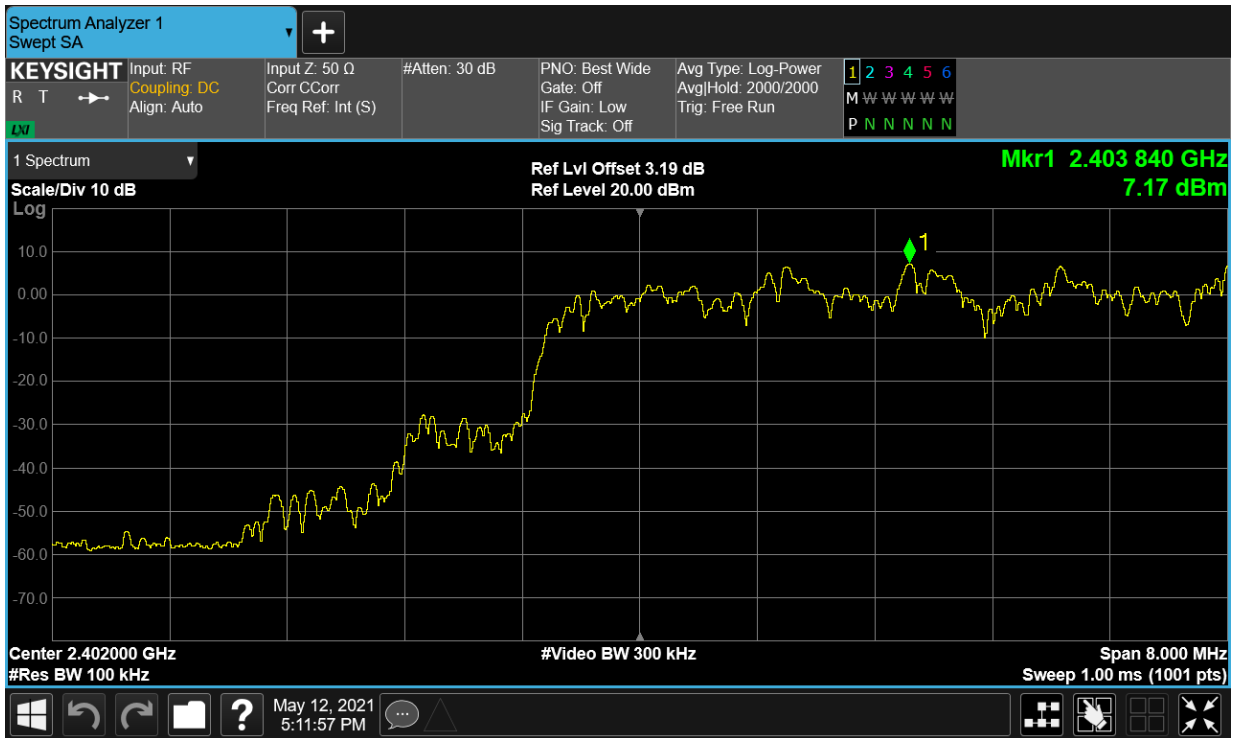 Spectrum Analyzer 1
Swept SA
▼
+
KEYSIGHT
R T
LXI
Input: RF
Coupling: DC
Align: Auto
Input Z: 50 Ω
Corr CCorr
Freq Ref: Int (S)
#Atten: 30 dB
PNO: Best Wide
Gate: Off
IF Gain: Low
Sig Track: Off
Avg Type: Log-Power
Avg|Hold: 2000/2000
Trig: Free Run
1 2 3 4 5 6
M W W W W W
P N N N N N
1 Spectrum ▼
Scale/Div 10 dB
Log
Ref Lvl Offset 3.19 dB
Ref Level 20.00 dBm
Mkr1 2.403 840 GHz
7.17 dBm
1
10.0
0.00
-10.0
-20.0
-30.0
-40.0
-50.0
-60.0
-70.0
Center 2.402000 GHz
#Res BW 100 kHz
#Video BW 300 kHz
Span 8.000 MHz
Sweep 1.00 ms (1001 pts)
?
May 12, 2021
5:11:57 PM